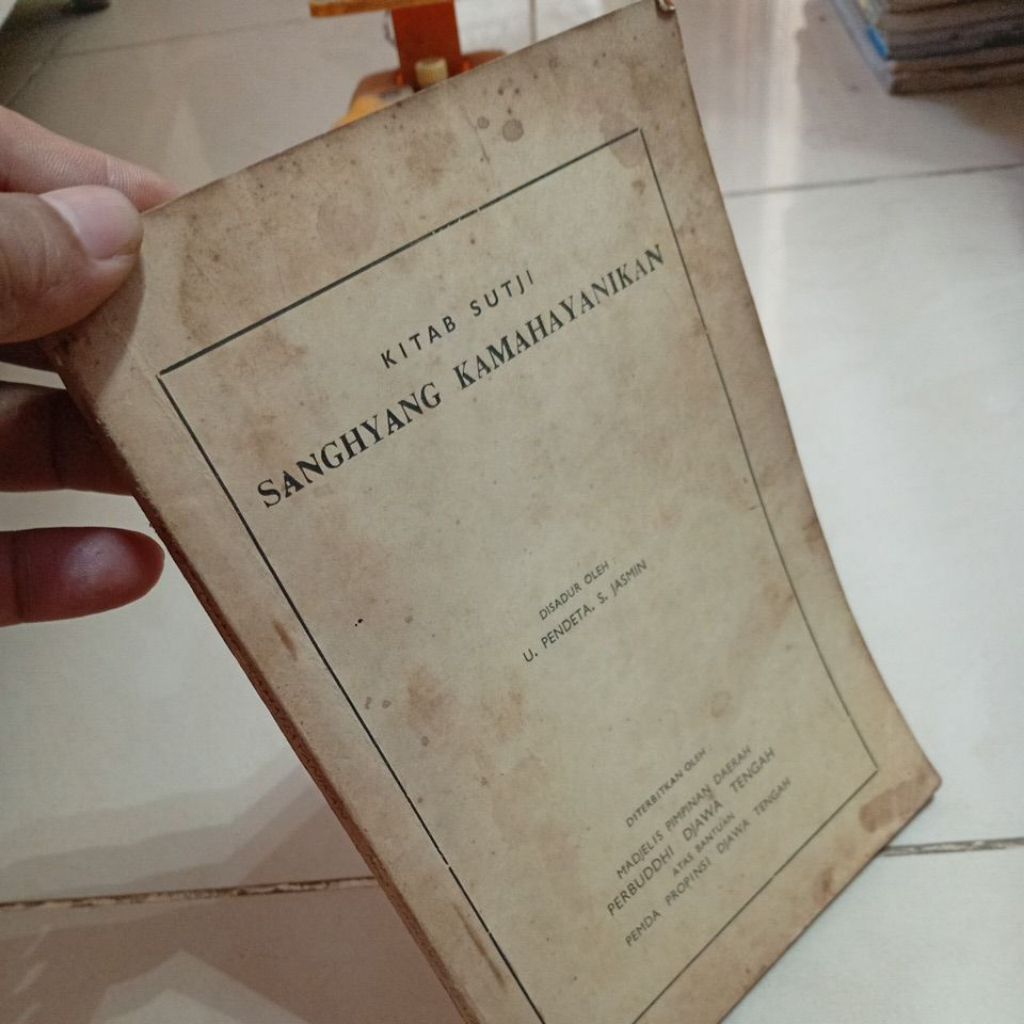 KITAB SUTJI
SANGHYANG KAMAHAYANIKAN
DISADUR OLEH
U. PENDETA. S. JASMIN
DITERBITKAN OLEH
MADJELIS PIMPINAN DAERAH
PERBUDDHI DJAWA TENGAH
ATAS BANTUAN
PEMDA PROPINSI DJAWA TENGAH